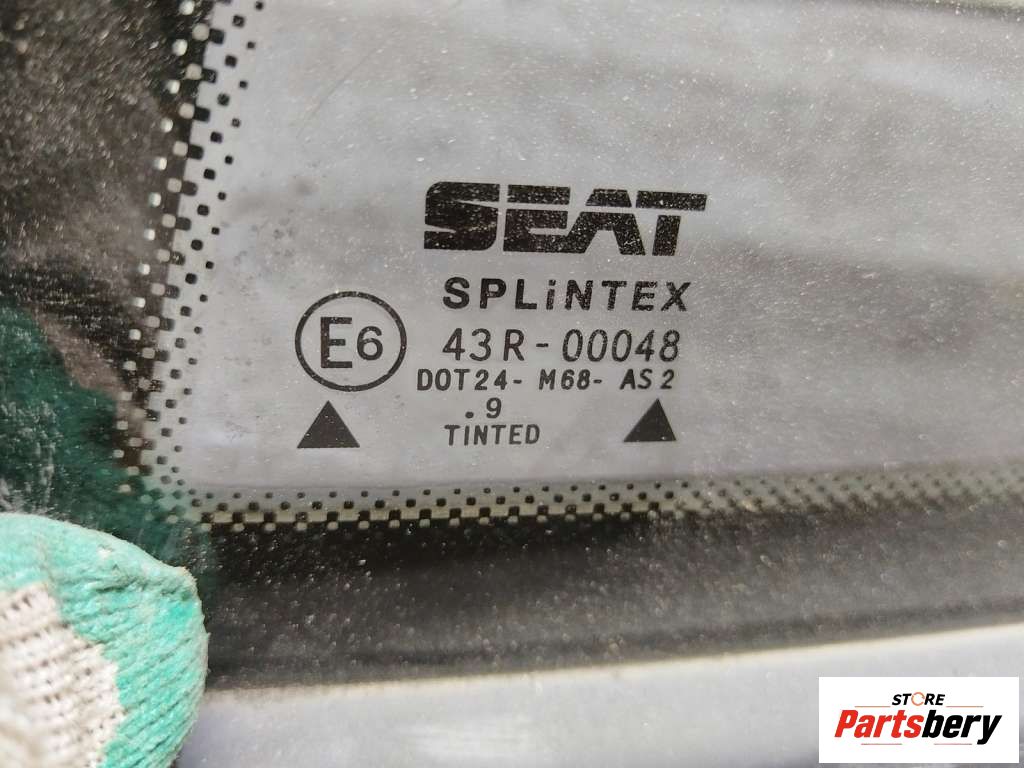 SEAT
SPLiNTEX
E6 43R-00048
DOT24- M68- AS2
.9
TINTED
STORE
Partsbery